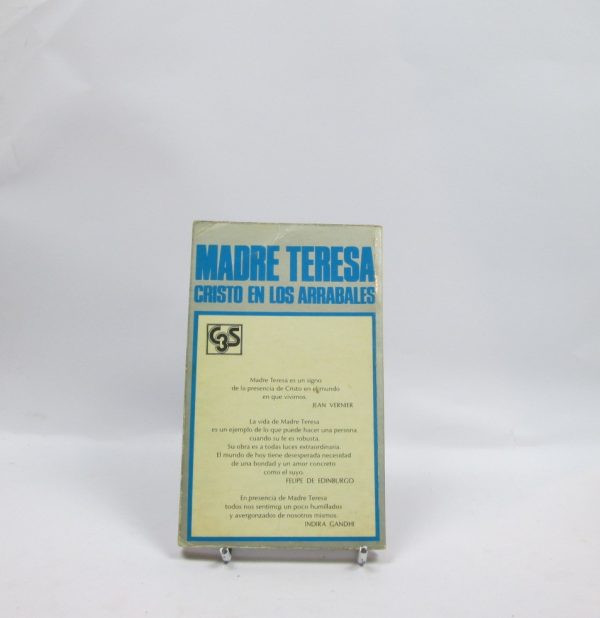 MADRE TERESA
CRISTO EN LOS ARRABALES
C3S
Madre Teresa es un signo
de la presencia de Cristo en el mundo
en que vivimos.
JEAN VERNIER
La vida de Madre Teresa
es un ejemplo de lo que puede hacer una persona
cuando su fe es robusta.
Su obra es a todas luces extraordinaria.
El mundo de hoy tiene desesperada necesidad
de una bondad y un amor concreto
como el suyo.
FELIPE DE EDINBURGO
En presencia de Madre Teresa
todos nos sentimos un poco humillados
y avergonzados de nosotros mismos.
INDIRA GANDHI